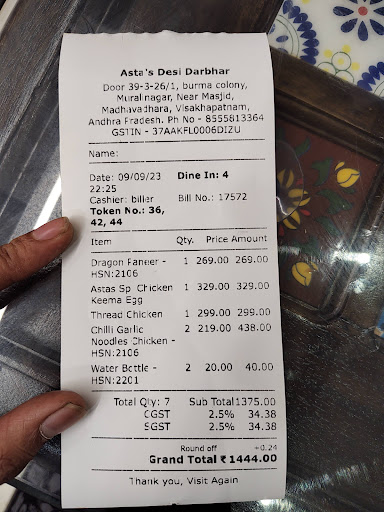 Asta's Desi Darbhar
Door 39-3-26/1, burma colony,
Muralinagar, Near Masjid,
Madhavadhara, Visakhapatnam,
Andhra Pradesh. Ph No - 8555813364
GSTIN - 37AAKFL0006DIZU
Name:
Date: 09/09/23 Dine In: 4
22:25
Cashier: biller Bill No.: 17572
Token No.: 36,
42, 44
Item Qty. Price Amount
Dragon Paneer - 1 269.00 269.00
HSN:2106
Astas Sp Chicken 1 329.00 329.00
Keema Egg
Thread Chicken 1 299.00 299.00
Chilli Garlic 2 219.00 438.00
Noodles Chicken -
HSN:2106
Water Bottle - 2 20.00 40.00
HSN:2201
Total Qty: 7 Sub Total 1375.00
CGST 2.5% 34.38
SGST 2.5% 34.38
Round off +0.24
Grand Total ₹ 1444.00
Thank you, Visit Again